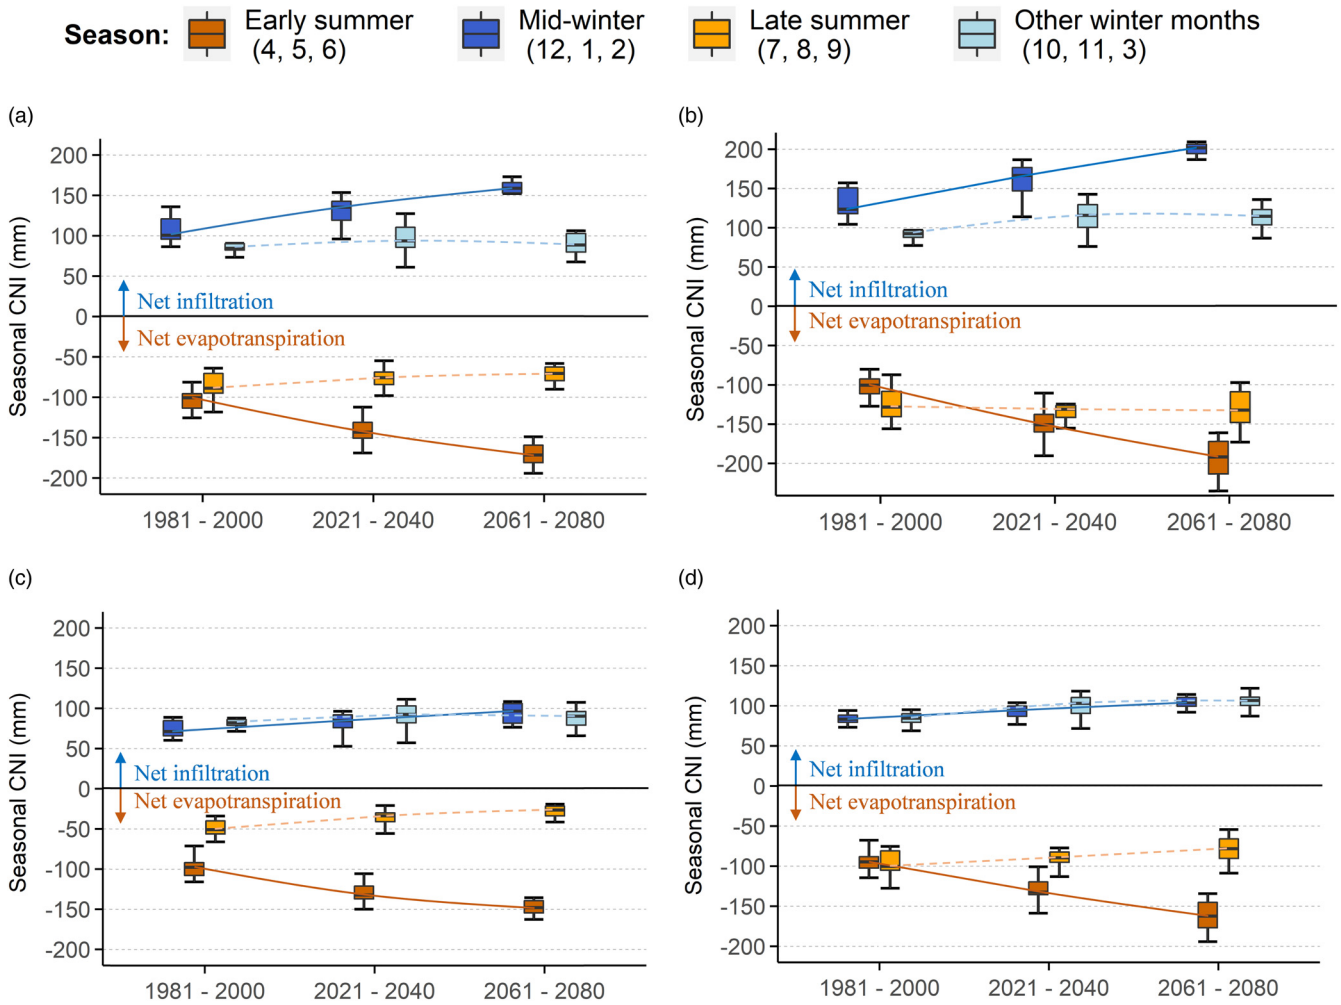 Season:
Early summer
(4, 5, 6)
Mid-winter
(12, 1, 2)
Late summer
(7, 8, 9)
Other winter months
(10, 11, 3)
(a)
Seasonal CNI (mm)
200
150
100
50
0
-50
-100
-150
-200
Net infiltration
Net evapotranspiration
1981 - 2000
2021 - 2040
2061 - 2080
(b)
Seasonal CNI (mm)
200
150
100
50
0
-50
-100
-150
-200
Net infiltration
Net evapotranspiration
1981 - 2000
2021 - 2040
2061 - 2080
(c)
Seasonal CNI (mm)
200
150
100
50
0
-50
-100
-150
-200
Net infiltration
Net evapotranspiration
1981 - 2000
2021 - 2040
2061 - 2080
(d)
Seasonal CNI (mm)
200
150
100
50
0
-50
-100
-150
-200
Net infiltration
Net evapotranspiration
1981 - 2000
2021 - 2040
2061 - 2080